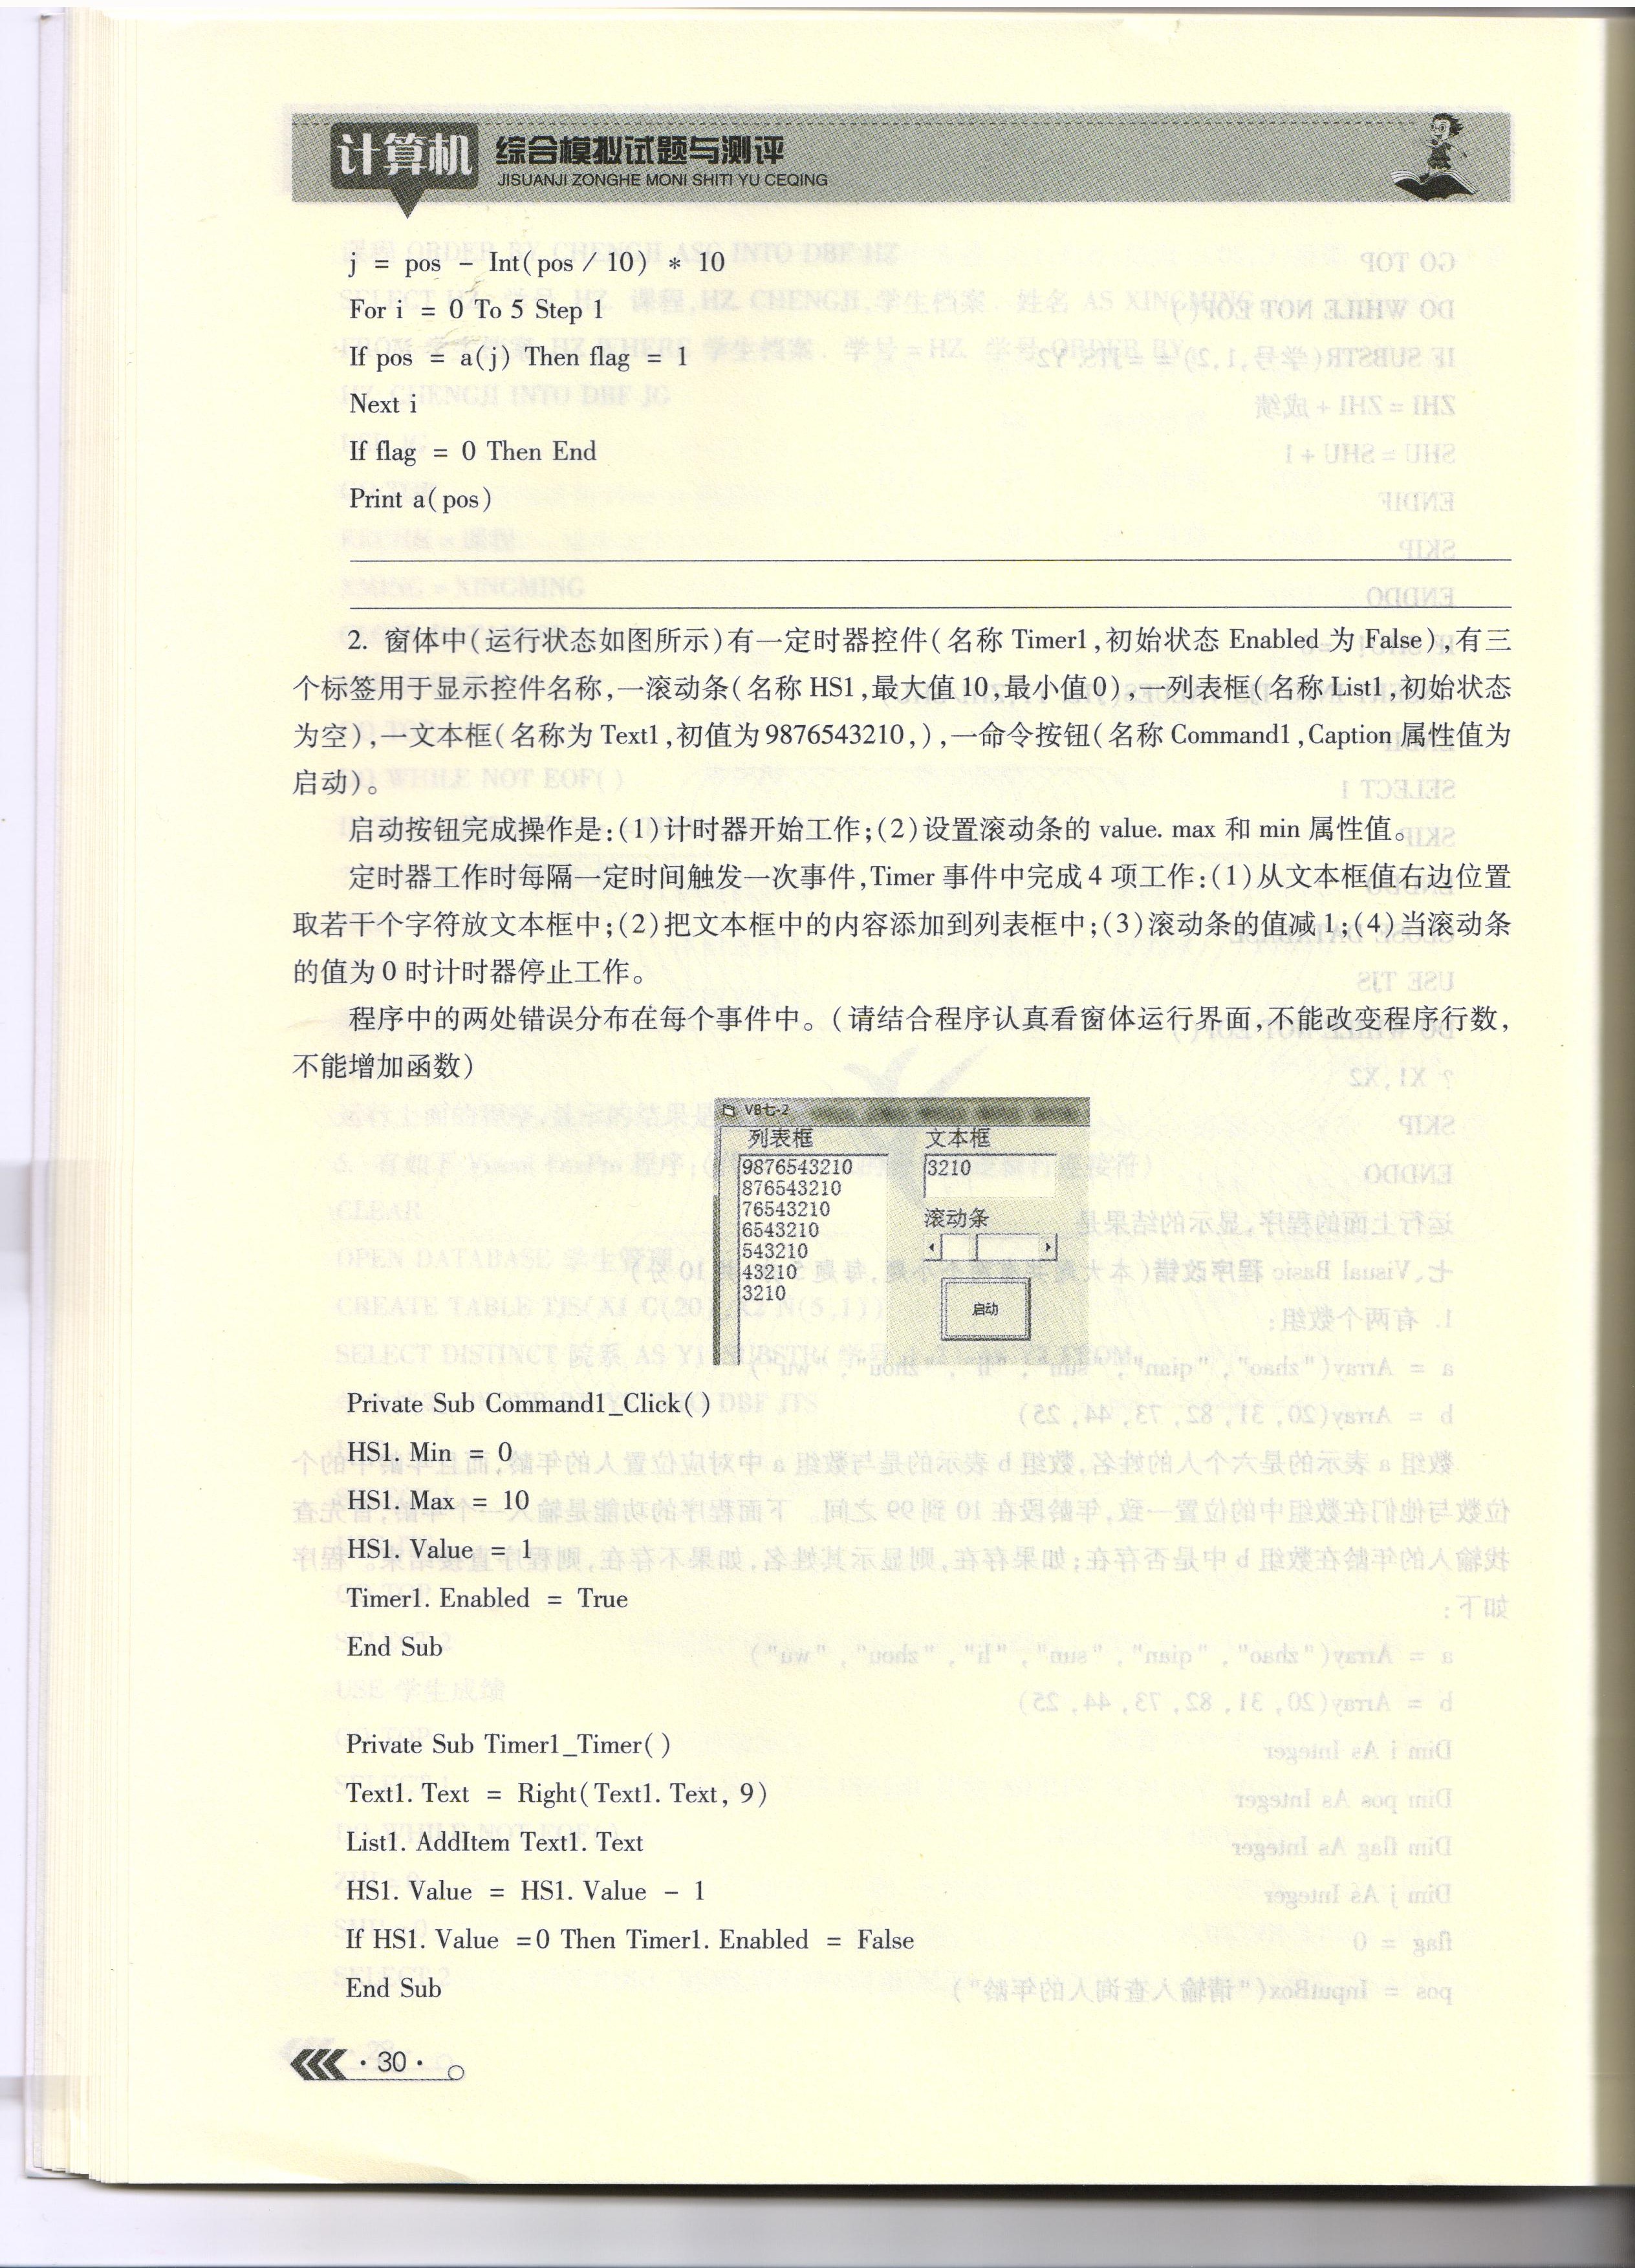 计算机 综合模拟试题与测评
JISUANJI ZONGHE MONI SHITI YU CEQING
j = pos - Int(pos / 10) * 10
For i = 0 To 5 Step 1
If pos = a(j) Then flag = 1
Next i
If flag = 0 Then End
Print a(pos)
2. 窗体中(运行状态如图所示)有一定时器控件(名称 Timer1,初始状态 Enabled 为 False),有三
个标签用于显示控件名称,一滚动条(名称 HS1,最大值10,最小值0),一列表框(名称 List1,初始状态
为空),一文本框(名称为 Text1,初值为9876543210,),一命令按钮(名称 Command1,Caption 属性值为
启动)。
启动按钮完成操作是:(1)计时器开始工作;(2)设置滚动条的 value. max 和 min 属性值。
定时器工作时每隔一定时间触发一次事件,Timer 事件中完成4项工作:(1)从文本框值右边位置
取若干个字符放文本框中;(2)把文本框中的内容添加到列表框中;(3)滚动条的值减1;(4)当滚动条
的值为0时计时器停止工作。
程序中的两处错误分布在每个事件中。(请结合程序认真看窗体运行界面,不能改变程序行数,
不能增加函数)
VB七-2
列表框 文本框
9876543210 3210
876543210
76543210
6543210 滚动条
543210
43210
3210
启动
Private Sub Command1_Click( )
HS1. Min = 0
HS1. Max = 10
HS1. Value = 1
Timer1. Enabled = True
End Sub
Private Sub Timer1_Timer( )
Text1. Text = Right(Text1. Text, 9)
List1. AddItem Text1. Text
HS1. Value = HS1. Value - 1
If HS1. Value =0 Then Timer1. Enabled = False
End Sub
· 30 ·